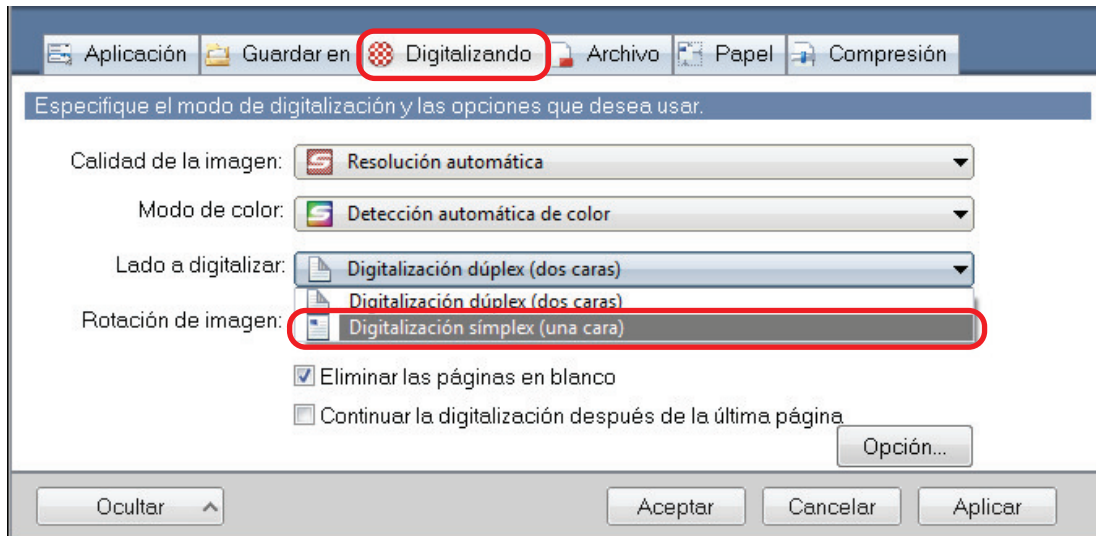 Aplicación Guardar en Digitalizando Archivo Papel Compresión
Especifique el modo de digitalización y las opciones que desea usar.
Calidad de la imagen: Resolución automática
Modo de color: Detección automática de color
Lado a digitalizar: Digitalización dúplex (dos caras)
Digitalización dúplex (dos caras)
Rotación de imagen: Digitalización símplex (una cara)
Eliminar las páginas en blanco
Continuar la digitalización después de la última página
Opción...
Ocultar Aceptar Cancelar Aplicar